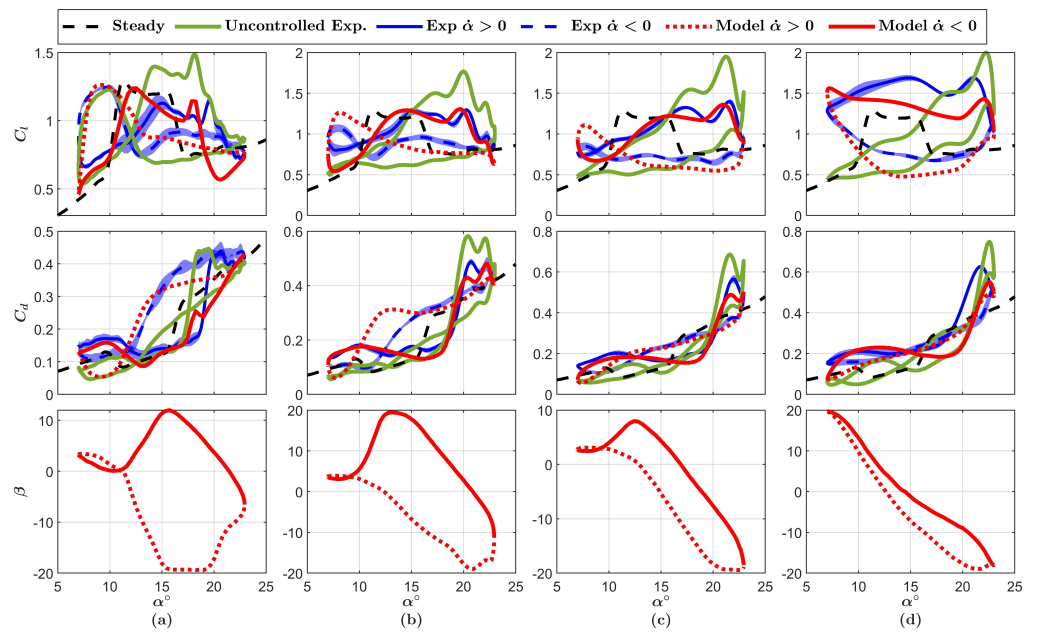 Steady Uncontrolled Exp. Exp α̇ > 0 Exp α̇ < 0 Model α̇ > 0 Model α̇ < 0
1.5 2 2 2
1.5 1.5 1.5
C_l 1 1 1 1
0.5 0.5 0.5 0.5
0 0 0
0.6 0.8 0.8
0.5
0.4 0.6 0.6
0.4
C_d 0.3 0.4 0.4
0.2 0.2 0.2 0.2
0.1
0 0 0 0
20 10 20
10 10 10
β 0 0 0 0
-10 -10 -10 -10
-20 -20 -20 -20
5 10 15 20 25 5 10 15 20 25 5 10 15 20 25 5 10 15 20 25
α° α° α° α°
(a) (b) (c) (d)